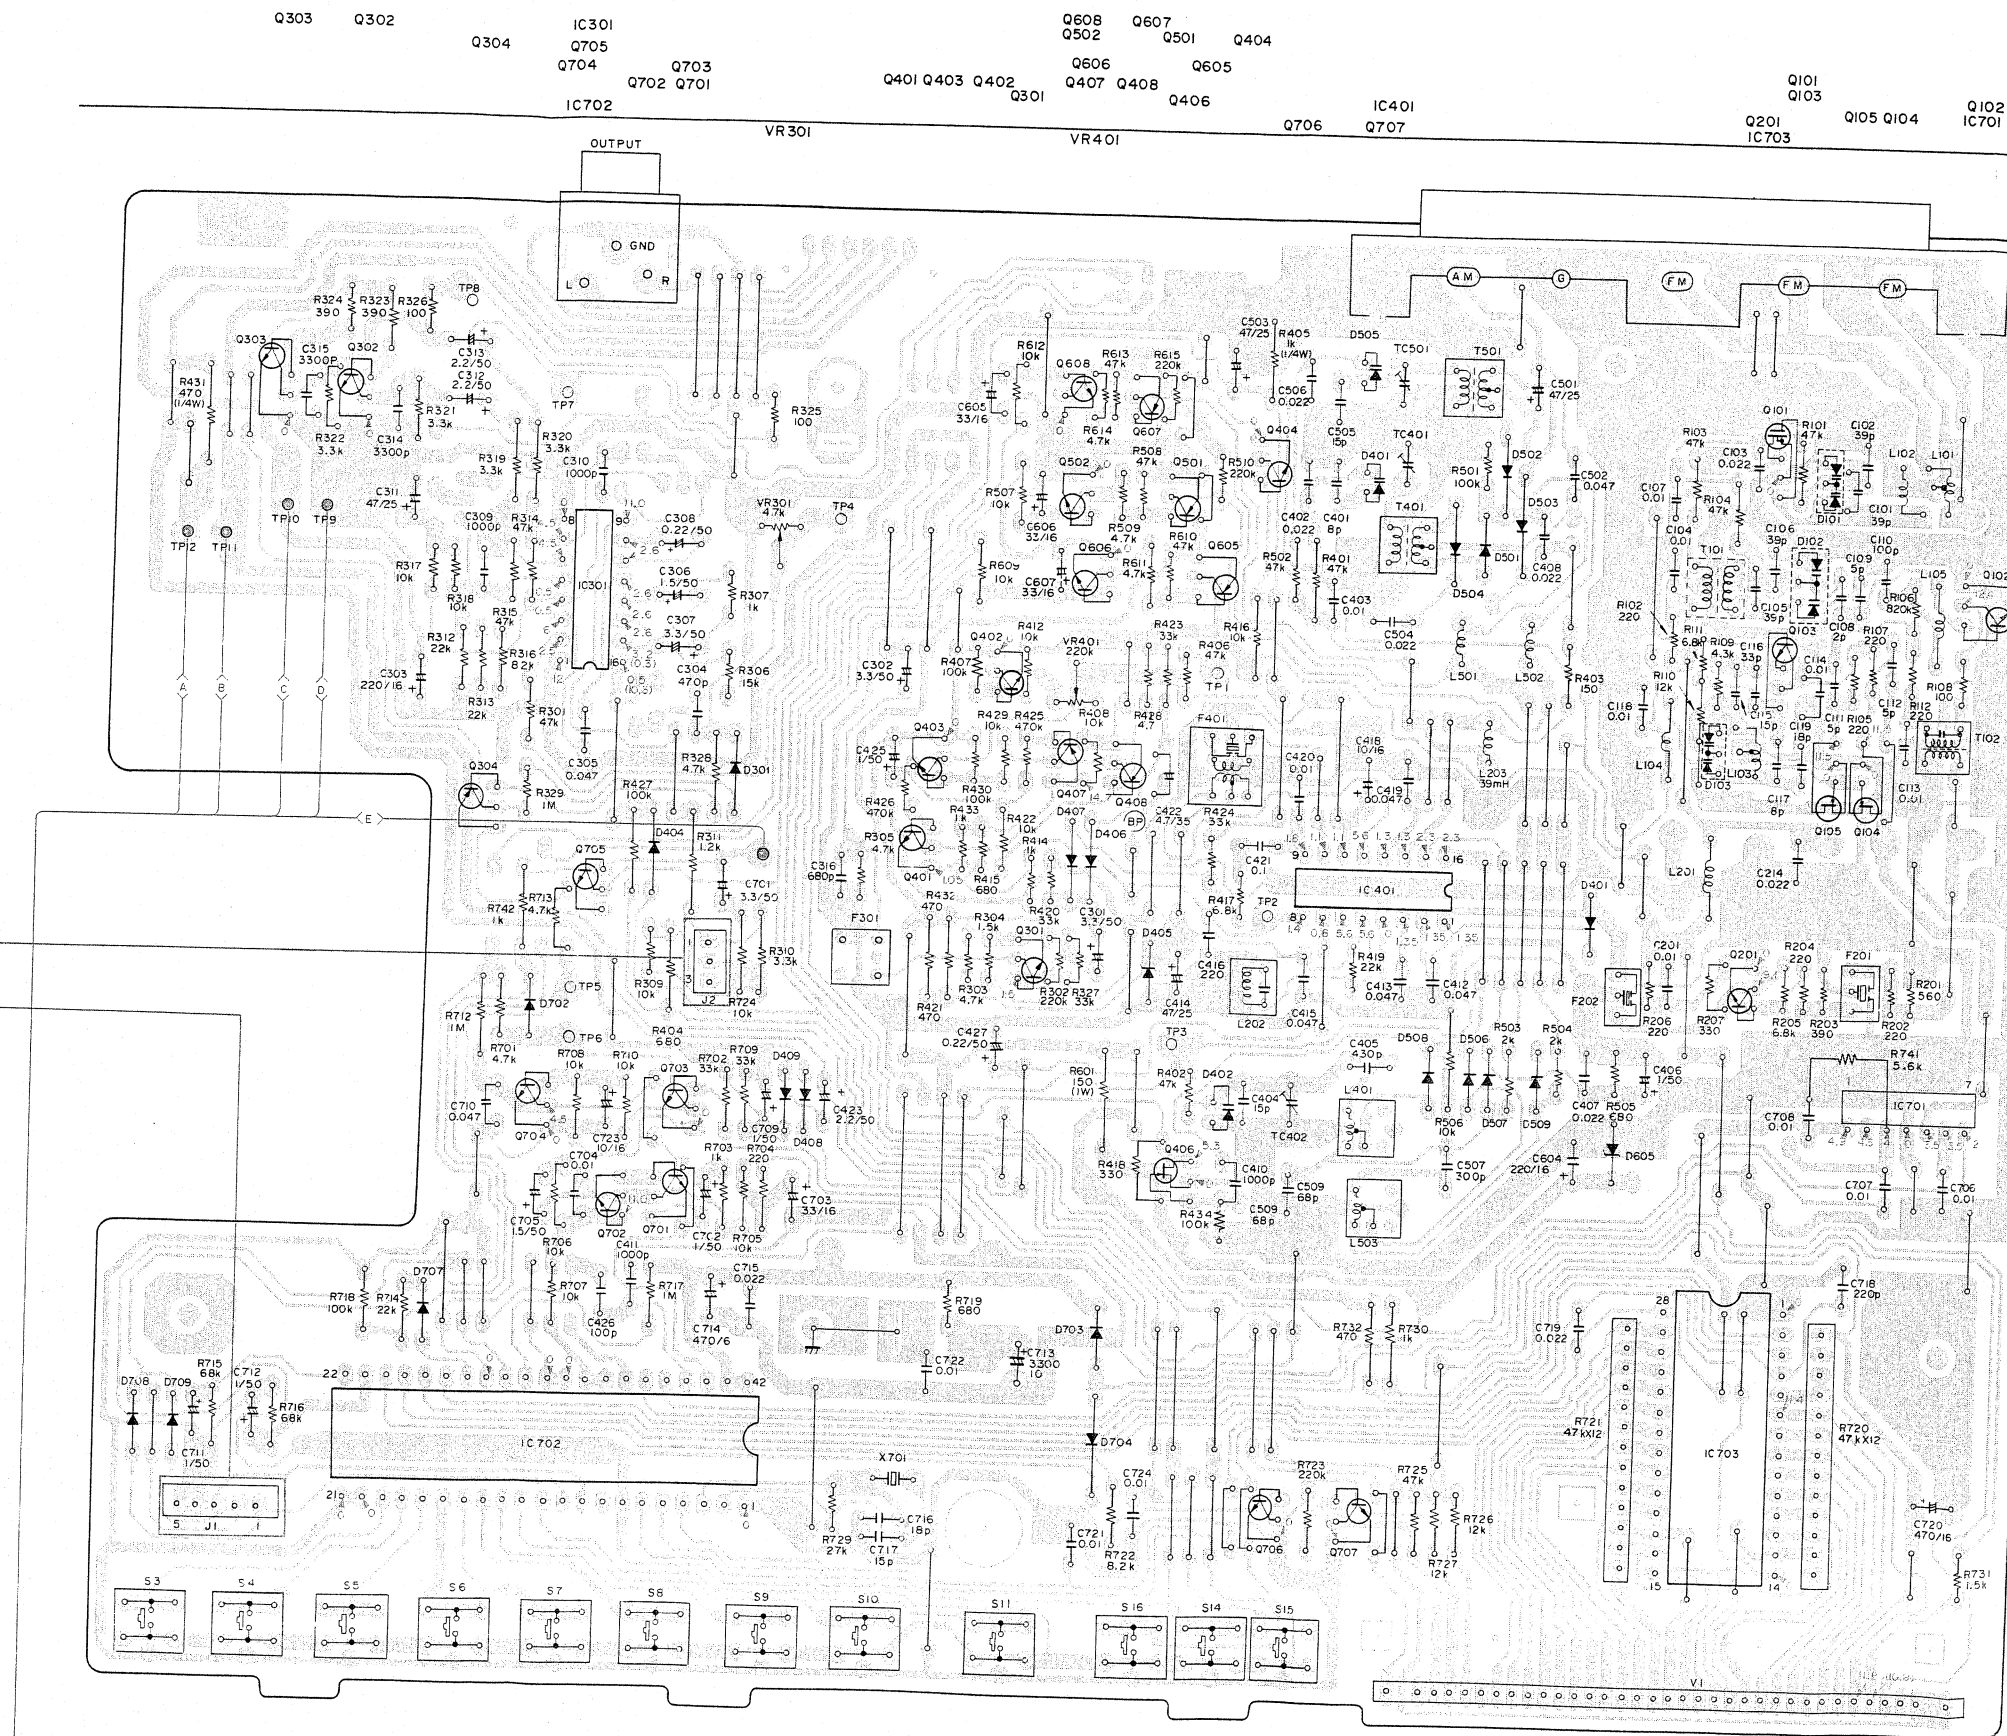 Q303 Q302 IC301 Q608 Q607
Q304 Q705 Q502 Q501 Q404
Q704 Q703 Q606 Q605
Q702 Q701 Q401 Q403 Q402 Q407 Q408 Q101
Q301 Q406 Q103
IC702 IC401 Q102
VR301 VR401 Q706 Q707 Q201 Q105 Q104 IC701
IC703
OUTPUT
GND
L R
AM G FM FM FM
TP8
R324 390
R323 390
R326 100
Q303
C315 3300P
Q302
C313 2.2/50
C312 2.2/50
R431 470 (1/4W)
R321 3.3k
R322 3.3k
C314 3300p
TP7
R325 100
R320 3.3k
R319 3.3k
C310 1000p
C311 47/25
TP12
TP11
TP10
TP9
C309 1000p
R314 47k
C308 0.22/50
VR301 4.7k
TP4
R317 10k
R318 10k
R315 47k
IC301
C306 1.5/50
R307 1k
C307 3.3/50
R312 22k
R316 82k
C303 220/16
R313 22k
R301 47k
C304 470p
R306 15k
A B C D
E
Q304
R329 1M
C305 0.047
R427 100k
R328 4.7k
D301
D404
R311 1.2k
Q705
R713 4.7k
R742 1k
C701 3.3/50
C316 680p
F301
R309 10k
J2
R310 3.3k
R724 10k
TP5
D702
R712 1M
R701 4.7k
TP6
R404 680
R612 10k
Q608
R613 47k
R615 220k
C605 33/16
R614 4.7k
Q607
C503 47/25
R405 1k (1/4W)
D505
TC501
T501
C501 47/25
C506 0.022
C505 15p
Q404
TC401
D401
Q502
R508 47k
Q501
R510 220k
R507 10k
C606 33/16
R509 4.7k
R610 47k
Q605
C402 0.022
C401 8p
T401
R501 100k
D502
D503
C502 0.047
D501
D504
C408 0.022
R609 10k
Q606
C607 33/16
R611 4.7k
R502 47k
R401 47k
C403 0.01
C504 0.022
Q402
R412 10k
VR401 220k
R423 33k
R406 47k
R416 10k
TP1
C302 3.3/50
R407 100k
R429 10k
R425 470k
R408 10k
R428 4.7
F401
L501
L502
R403 150
Q403
C425 1/50
R430 100k
Q407
Q408
C422 4.7/35
R424 33k
C420 0.01
C418 10/16
C419 0.047
L203 39mH
R426 470k
R305 4.7k
R433 1k
R422 10k
D407
D406
BP
R414 1k
Q401
R415 680
C421 0.1
IC401
9 16
8 1
R432 470
R304 1.5k
R420 33k
C301 3.3/50
R417 6.8k
TP2
Q301
D405
C416 220
R303 4.7k
R302 220k
R327 33k
C414 47/25
R421 470
C427 0.22/50
TP3
L202
C415 0.047
R419 22k
C413 0.047
C412 0.047
D401
Q101
R101 47k
C102 39p
R103 47k
C103 0.022
L102
L101
C107 0.01
R104 47k
D101
C101 39p
C104 0.01
C106 39p
D102
C110 100p
T101
C109 5p
L105
Q102
R102 220
C105 39p
R106 820k
R111 6.8k
R109 4.3k
C116 33p
Q103
C108 2p
R107 220
R110 12k
C114 0.01
R108 100
C118 0.01
C115 15p
C119 18p
C111 5p
R105 220
C112 5p
R112 220
T102
L104
D103
L103
C117 8p
Q105
Q104
C113 0.01
L201
C214 0.022
C201 0.01
Q201
R204 220
F201
F202
R206 220
R207 330
R205 6.8k
R203 390
R202 220
R201 560
R741 5.6k
IC701
C708 0.01
C707 0.01
C706 0.01
R708 10k
R710 10k
Q703
R702 33k
R709 33k
D409
C710 0.047
Q704
C723 10/16
C709 1/50
D408
C423 2.2/50
R703 1k
R704 220
C704 0.01
C705 1.5/50
Q702
Q701
C702 1/50
R705 10k
C703 33/16
R706 10k
C411 1000p
R707 10k
R717 1M
C715 0.022
C426 100p
C714 470/6
D707
R718 100k
R714 22k
R601 150 (1W)
R402 47k
D402
C404 15p
TC402
C405 430p
L401
D508
D506
R503 2k
R504 2k
R506 10k
D507
D509
C407 0.022
R505 680
C406 1/50
Q406
R418 330
C410 1000p
R434 100k
C509 68p
C509 68p
L503
C507 300p
C604 220/16
D605
R719 680
D703
R732 470
R730 1k
C719 0.022
C718 220p
28 1
15 14
IC703
R721 47kX12
R720 47kX12
D708
D709
R715 68k
C712 1/50
R716 68k
C711 1/50
22 42
21 1
IC702
5 J1 1
C722 0.01
C713 3300 10
D704
X701
C716 18p
C717 15p
R729 27k
C724 0.01
C721 0.01
R722 8.2k
R723 220k
Q706
Q707
R725 47k
R726 12k
R727 12k
C720 470/16
R731 1.5k
S3 S4 S5 S6 S7 S8 S9 S10 S11 S16 S14 S15
V1